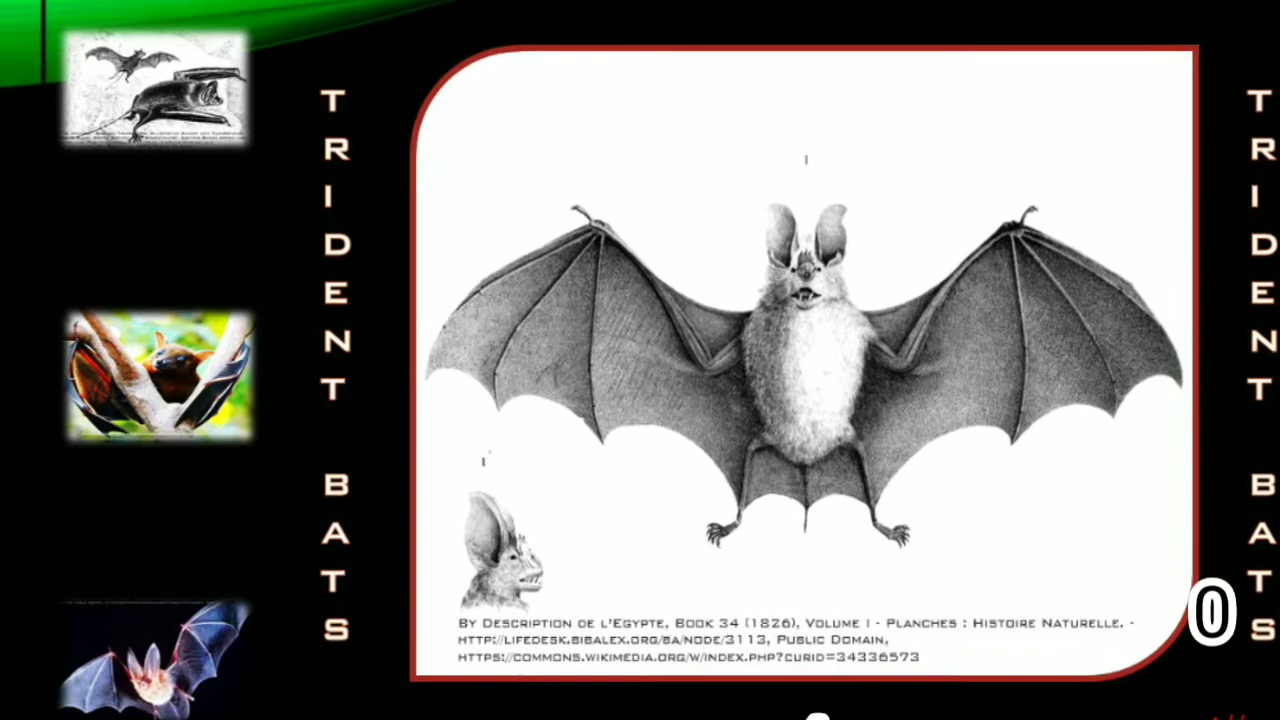 TRIDENT BATS
I
I
BY DESCRIPTION DE L'EGYPTE, BOOK 34 (1826), VOLUME I - PLANCHES : HISTOIRE NATURELLE. -
HTTP://LIFEDESK.BIBALEX.ORG/BA/NODE/3113, PUBLIC DOMAIN,
HTTPS://COMMONS.WIKIMEDIA.ORG/W/INDEX.PHP?CURID=34336573
TRIDENT BATS
0